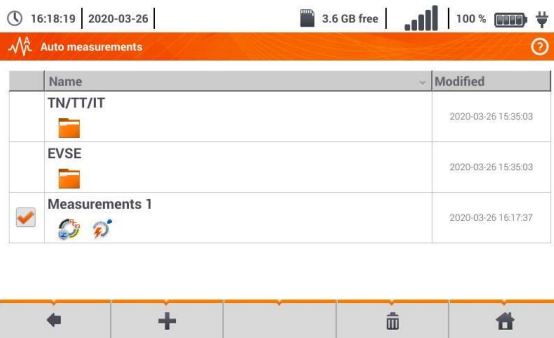 16:18:19 2020-03-26 3.6 GB free 100 %
Auto measurements
Name Modified
TN/TT/IT
2020-03-26 15:35:03
EVSE
2020-03-26 15:35:03
Measurements 1
2020-03-26 16:17:37